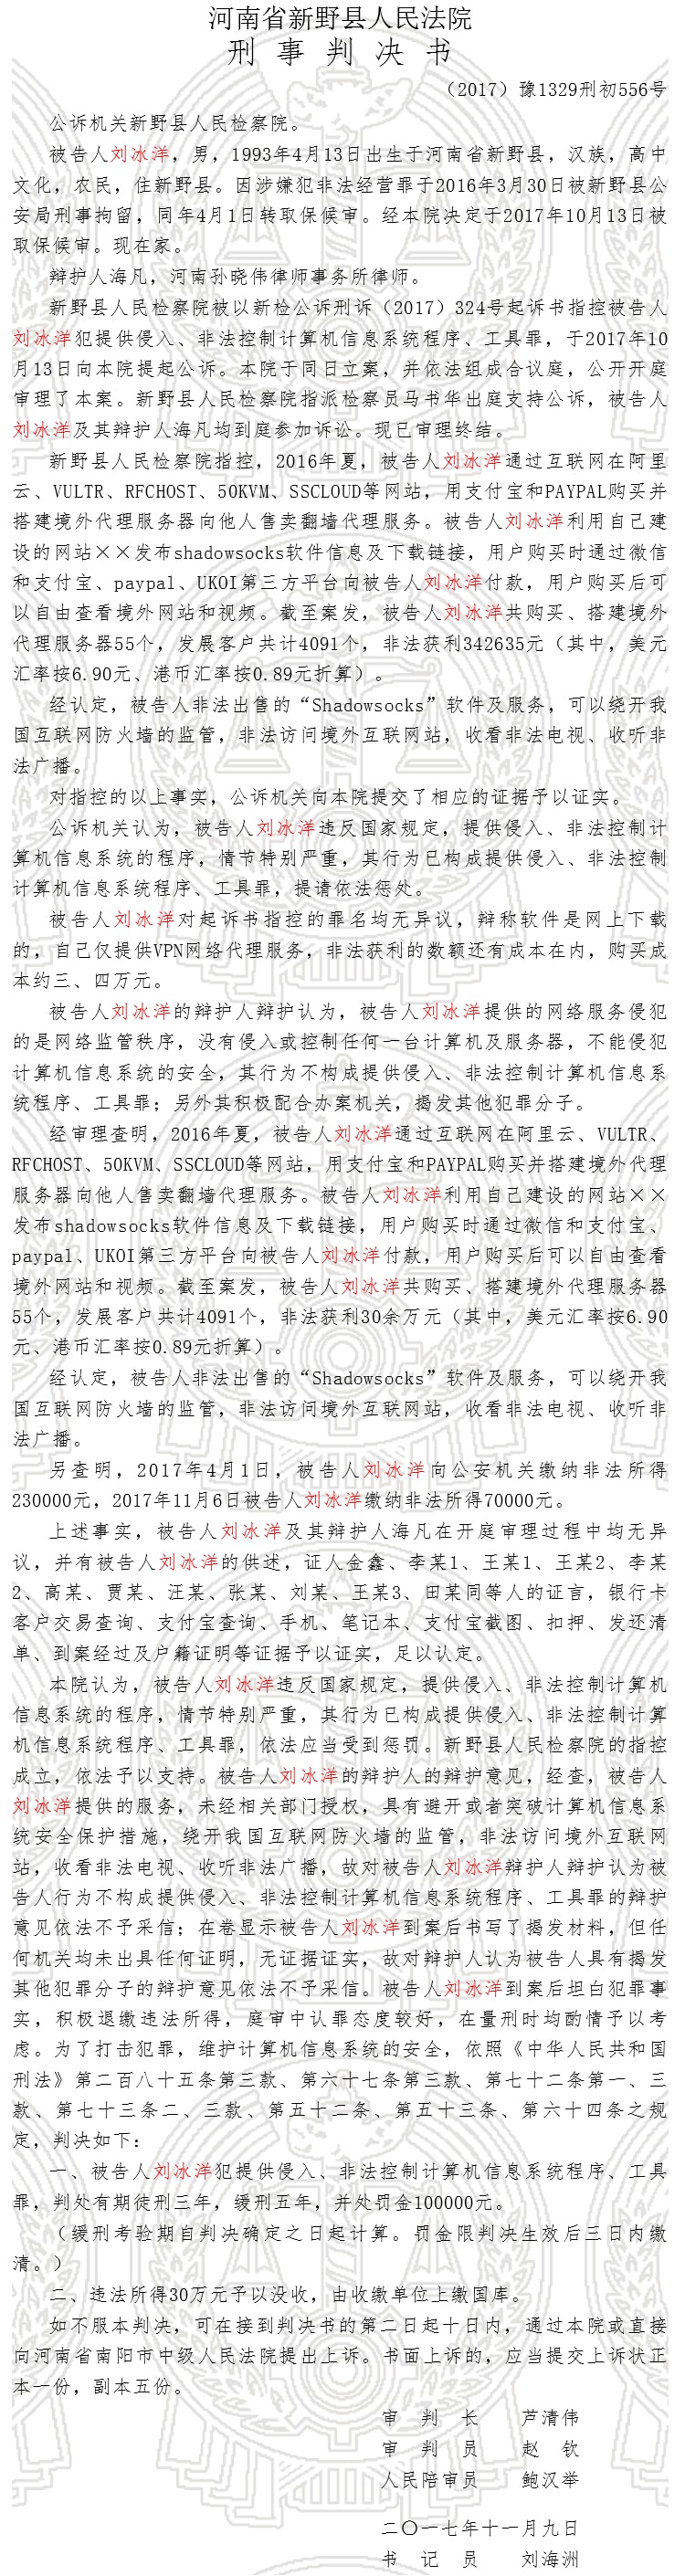 河南省新野县人民法院
刑 事 判 决 书
（2017）豫1329刑初556号
公诉机关新野县人民检察院。
被告人刘冰洋，男，1993年4月13日出生于河南省新野县，汉族，高中
文化，农民，住新野县。因涉嫌犯非法经营罪于2016年3月30日被新野县公
安局刑事拘留，同年4月1日转取保候审。经本院决定于2017年10月13日被
取保候审。现在家。
辩护人海凡，河南孙晓伟律师事务所律师。
新野县人民检察院被以新检公诉刑诉（2017）324号起诉书指控被告人
刘冰洋犯提供侵入、非法控制计算机信息系统程序、工具罪，于2017年10
月13日向本院提起公诉。本院于同日立案，并依法组成合议庭，公开开庭
审理了本案。新野县人民检察院指派检察员马书华出庭支持公诉，被告人
刘冰洋及其辩护人海凡均到庭参加诉讼。现已审理终结。
新野县人民检察院指控，2016年夏，被告人刘冰洋通过互联网在阿里
云、VULTR、RFCHOST、50KVM、SSCLOUD等网站，用支付宝和PAYPAL购买并
搭建境外代理服务器向他人售卖翻墙代理服务。被告人刘冰洋利用自己建
设的网站××发布shadowsocks软件信息及下载链接，用户购买时通过微信
和支付宝、paypal、UKOI第三方平台向被告人刘冰洋付款，用户购买后可
以自由查看境外网站和视频。截至案发，被告人刘冰洋共购买、搭建境外
代理服务器55个，发展客户共计4091个，非法获利342635元（其中，美元
汇率按6.90元、港币汇率按0.89元折算）。
经认定，被告人非法出售的“Shadowsocks”软件及服务，可以绕开我
国互联网防火墙的监管，非法访问境外互联网站，收看非法电视、收听非
法广播。
对指控的以上事实，公诉机关向本院提交了相应的证据予以证实。
公诉机关认为，被告人刘冰洋违反国家规定，提供侵入、非法控制计
算机信息系统的程序，情节特别严重，其行为已构成提供侵入、非法控制
计算机信息系统程序、工具罪，提请依法惩处。
被告人刘冰洋对起诉书指控的罪名均无异议，辩称软件是网上下载
的，自己仅提供VPN网络代理服务，非法获利的数额还有成本在内，购买成
本约三、四万元。
被告人刘冰洋的辩护人辩护认为，被告人刘冰洋提供的网络服务侵犯
的是网络监管秩序，没有侵入或控制任何一台计算机及服务器，不能侵犯
计算机信息系统的安全，其行为不构成提供侵入、非法控制计算机信息系
统程序、工具罪；另外其积极配合办案机关，揭发其他犯罪分子。
经审理查明，2016年夏，被告人刘冰洋通过互联网在阿里云、VULTR、
RFCHOST、50KVM、SSCLOUD等网站，用支付宝和PAYPAL购买并搭建境外代理
服务器向他人售卖翻墙代理服务。被告人刘冰洋利用自己建设的网站××
发布shadowsocks软件信息及下载链接，用户购买时通过微信和支付宝、
paypal、UKOI第三方平台向被告人刘冰洋付款，用户购买后可以自由查看
境外网站和视频。截至案发，被告人刘冰洋共购买、搭建境外代理服务器
55个，发展客户共计4091个，非法获利30余万元（其中，美元汇率按6.90
元、港币汇率按0.89元折算）。
经认定，被告人非法出售的“Shadowsocks”软件及服务，可以绕开我
国互联网防火墙的监管，非法访问境外互联网站，收看非法电视、收听非
法广播。
另查明，2017年4月1日，被告人刘冰洋向公安机关缴纳非法所得
230000元，2017年11月6日被告人刘冰洋缴纳非法所得70000元。
上述事实，被告人刘冰洋及其辩护人海凡在开庭审理过程中均无异
议，并有被告人刘冰洋的供述，证人金鑫、李某1、王某1、王某2、李某
2、高某、贾某、汪某、张某、刘某、王某3、田某同等人的证言，银行卡
客户交易查询、支付宝查询、手机、笔记本、支付宝截图、扣押、发还清
单、到案经过及户籍证明等证据予以证实，足以认定。
本院认为，被告人刘冰洋违反国家规定，提供侵入、非法控制计算机
信息系统的程序，情节特别严重，其行为已构成提供侵入、非法控制计算
机信息系统程序、工具罪，依法应当受到惩罚。新野县人民检察院的指控
成立，依法予以支持。被告人刘冰洋的辩护人的辩护意见，经查，被告人
刘冰洋提供的服务，未经相关部门授权，具有避开或者突破计算机信息系
统安全保护措施，绕开我国互联网防火墙的监管，非法访问境外互联网
站，收看非法电视、收听非法广播，故对被告人刘冰洋辩护人辩护认为被
告人行为不构成提供侵入、非法控制计算机信息系统程序、工具罪的辩护
意见依法不予采信；在卷显示被告人刘冰洋到案后书写了揭发材料，但任
何机关均未出具任何证明，无证据证实，故对辩护人认为被告人具有揭发
其他犯罪分子的辩护意见依法不予采信。被告人刘冰洋到案后坦白犯罪事
实，积极退缴违法所得，庭审中认罪态度较好，在量刑时均酌情予以考
虑。为了打击犯罪，维护计算机信息系统的安全，依照《中华人民共和国
刑法》第二百八十五条第三款、第六十七条第三款、第七十二条第一、三
款、第七十三条二、三款、第五十二条、第五十三条、第六十四条之规
定，判决如下：
一、被告人刘冰洋犯提供侵入、非法控制计算机信息系统程序、工具
罪，判处有期徒刑三年，缓刑五年，并处罚金100000元。
（缓刑考验期自判决确定之日起计算。罚金限判决生效后三日内缴
清。）
二、违法所得30万元予以没收，由收缴单位上缴国库。
如不服本判决，可在接到判决书的第二日起十日内，通过本院或直接
向河南省南阳市中级人民法院提出上诉。书面上诉的，应当提交上诉状正
本一份，副本五份。
审 判 长 芦清伟
审 判 员 赵 钦
人民陪审员 鲍汉举
二〇一七年十一月九日
书 记 员 刘海洲